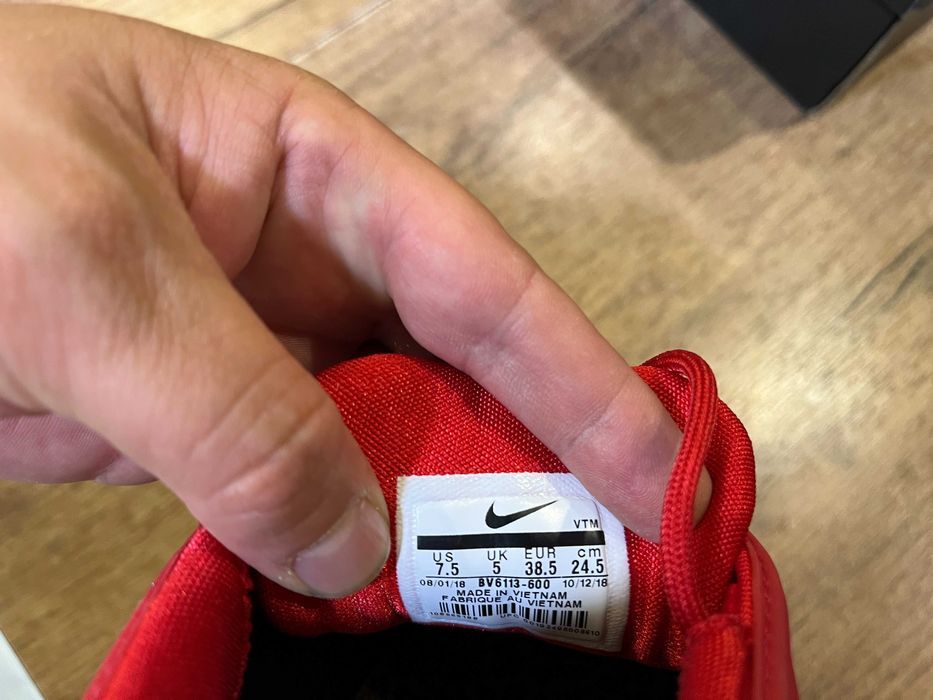 VTM
US UK EUR cm
7.5 5 38.5 24.5
08/01/18 BV6113-600 10/12/18
MADE IN VIETNAM
FABRIQUE AU VIETNAM